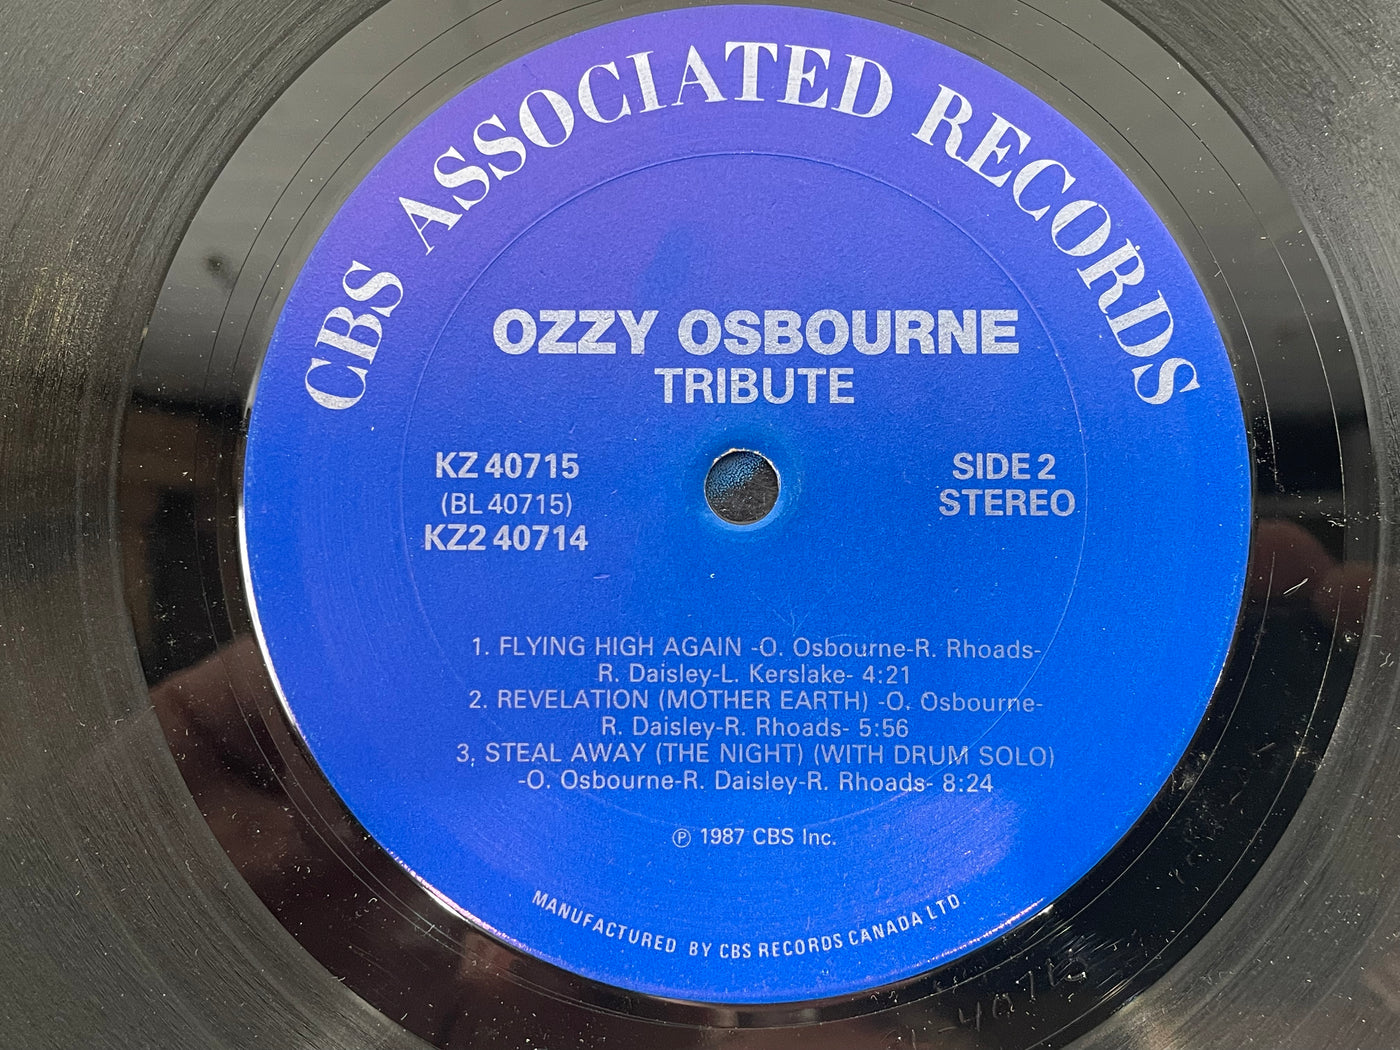 CBS ASSOCIATED RECORDS
OZZY OSBOURNE
TRIBUTE
KZ 40715
(BL 40715)
KZ2 40714
SIDE 2
STEREO
1. FLYING HIGH AGAIN -O. Osbourne-R. Rhoads-
R. Daisley-L. Kerslake- 4:21
2. REVELATION (MOTHER EARTH) -O. Osbourne-
R. Daisley-R. Rhoads- 5:56
3, STEAL AWAY (THE NIGHT) (WITH DRUM SOLO)
-O. Osbourne-R. Daisley-R. Rhoads- 8:24
℗ 1987 CBS Inc.
MANUFACTURED BY CBS RECORDS CANADA LTD.
40715